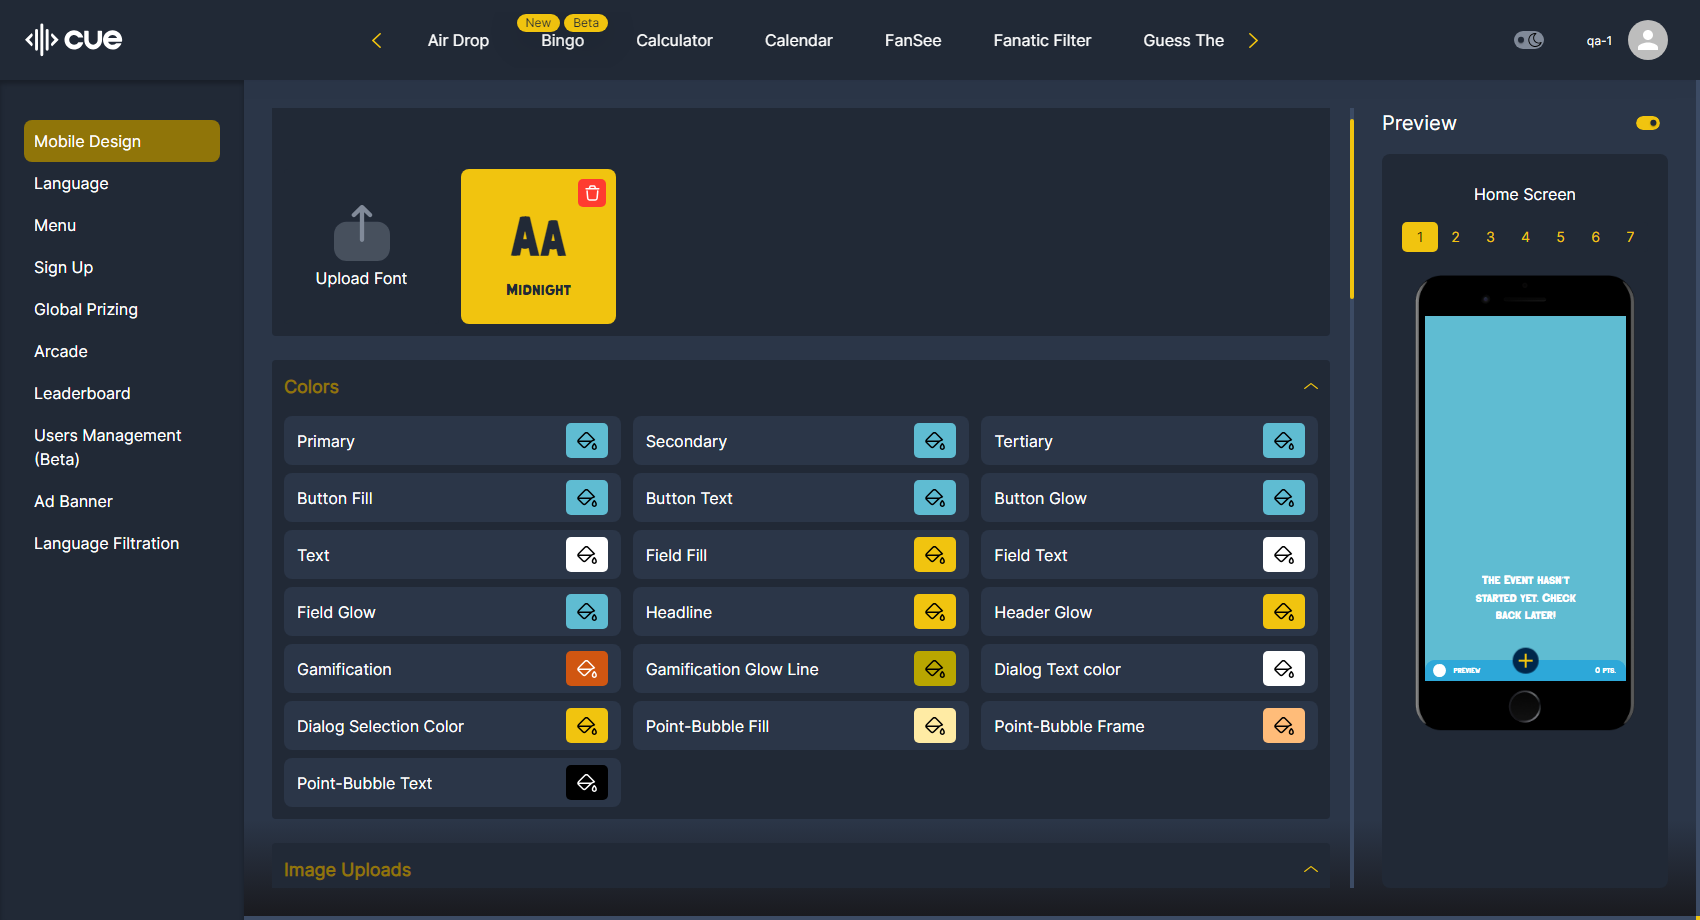 cue
Air Drop
New
Beta
Bingo
Calculator
Calendar
FanSee
Fanatic Filter
Guess The
qa-1
Mobile Design
Language
Menu
Sign Up
Global Prizing
Arcade
Leaderboard
Users Management
(Beta)
Ad Banner
Language Filtration
Upload Font
AA
MIDNIGHT
Colors
Primary
Secondary
Tertiary
Button Fill
Button Text
Button Glow
Text
Field Fill
Field Text
Field Glow
Headline
Header Glow
Gamification
Gamification Glow Line
Dialog Text color
Dialog Selection Color
Point-Bubble Fill
Point-Bubble Frame
Point-Bubble Text
Image Uploads
Preview
Home Screen
1 2 3 4 5 6 7
THE EVENT HASN'T
STARTED YET. CHECK
BACK LATER!
PREVIEW
0 PTS.